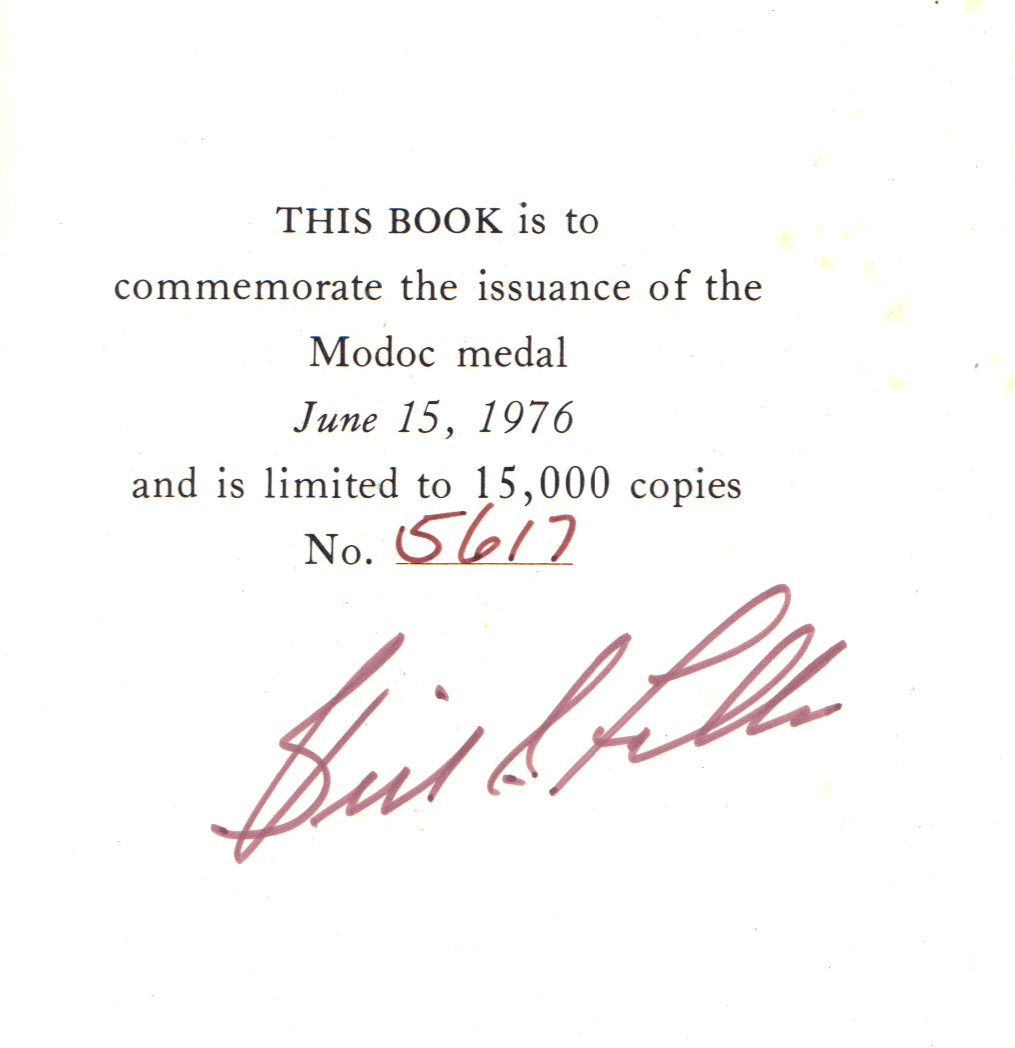 THIS BOOK is to
commemorate the issuance of the
Modoc medal
June 15, 1976
and is limited to 15,000 copies
No. 5617